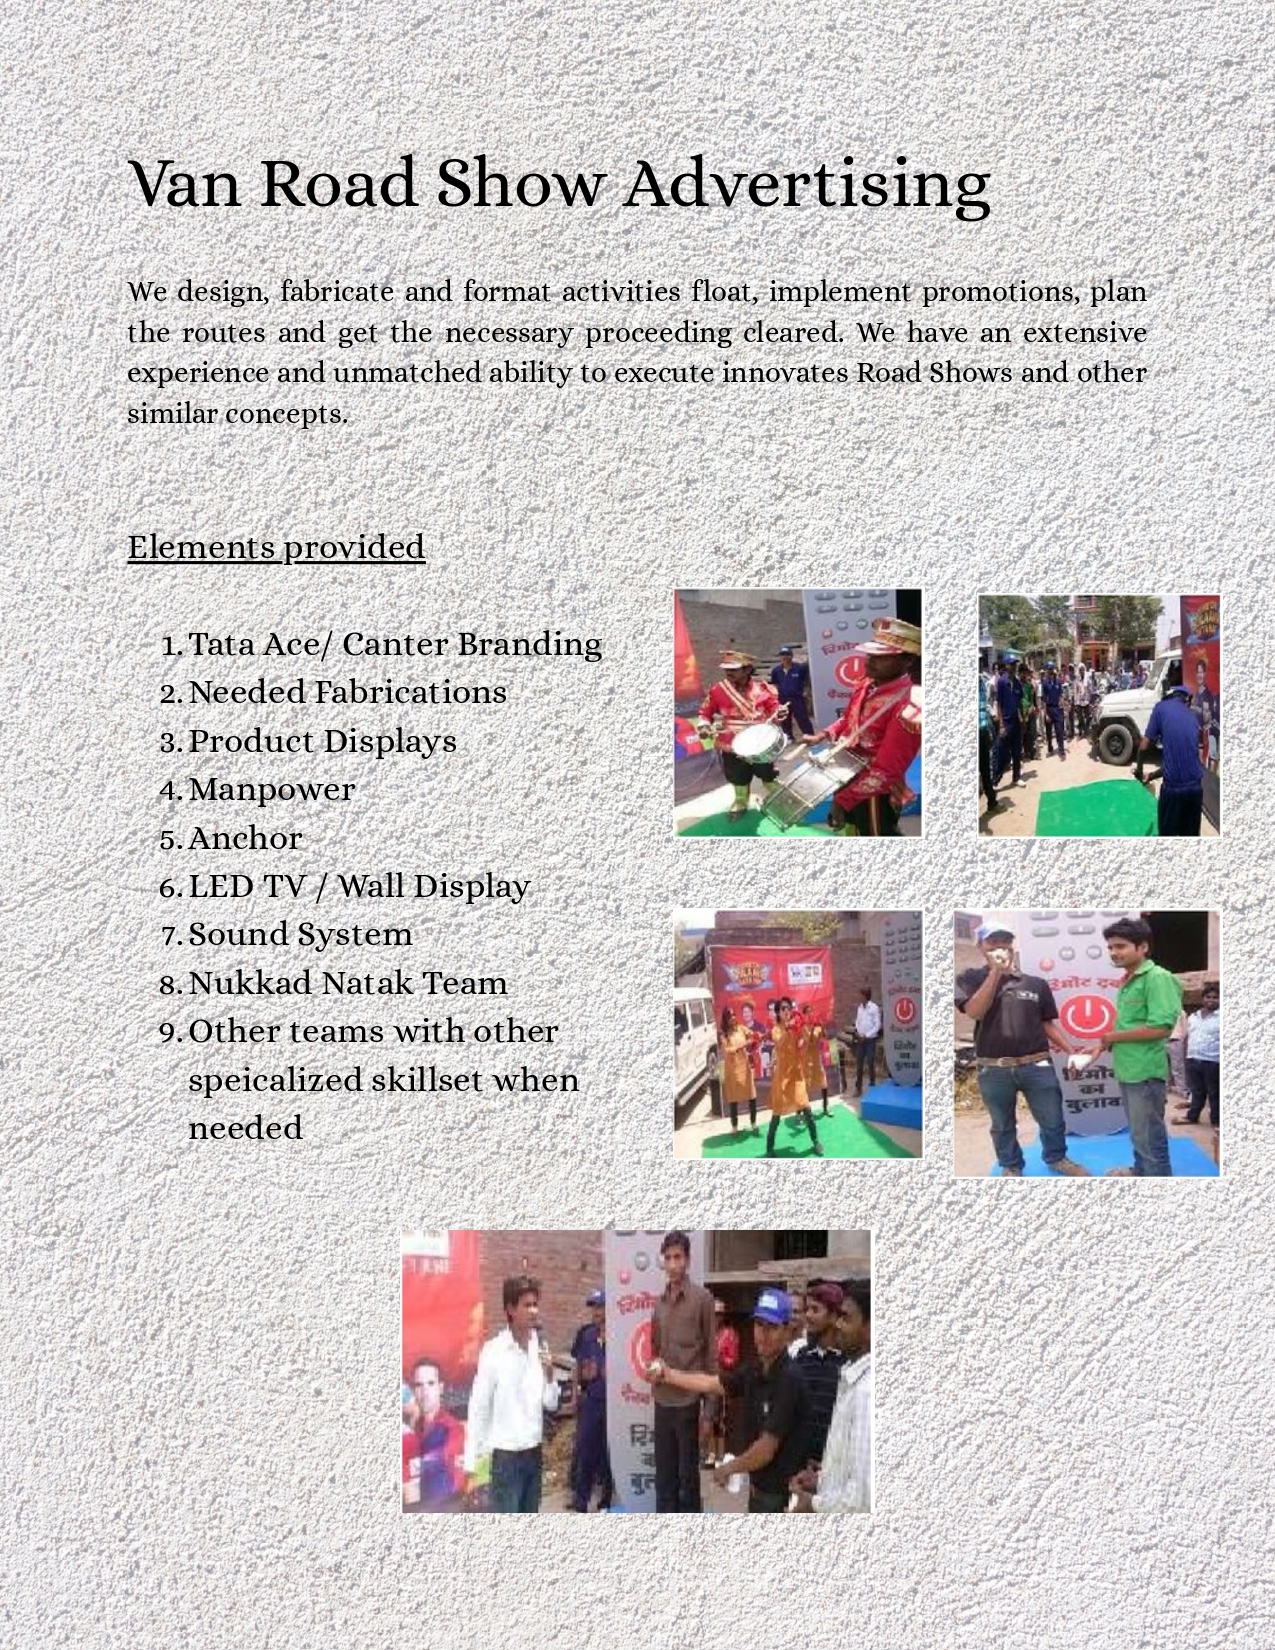 Van Road Show Advertising
We design, fabricate and format activities float, implement promotions, plan
the routes and get the necessary proceeding cleared. We have an extensive
experience and unmatched ability to execute innovates Road Shows and other
similar concepts.
Elements provided
1. Tata Ace/ Canter Branding
2. Needed Fabrications
3. Product Displays
4. Manpower
5. Anchor
6. LED TV / Wall Display
7. Sound System
8. Nukkad Natak Team
9. Other teams with other
speicalized skillset when
needed
रिमोट
रिमोट
का
JUNE